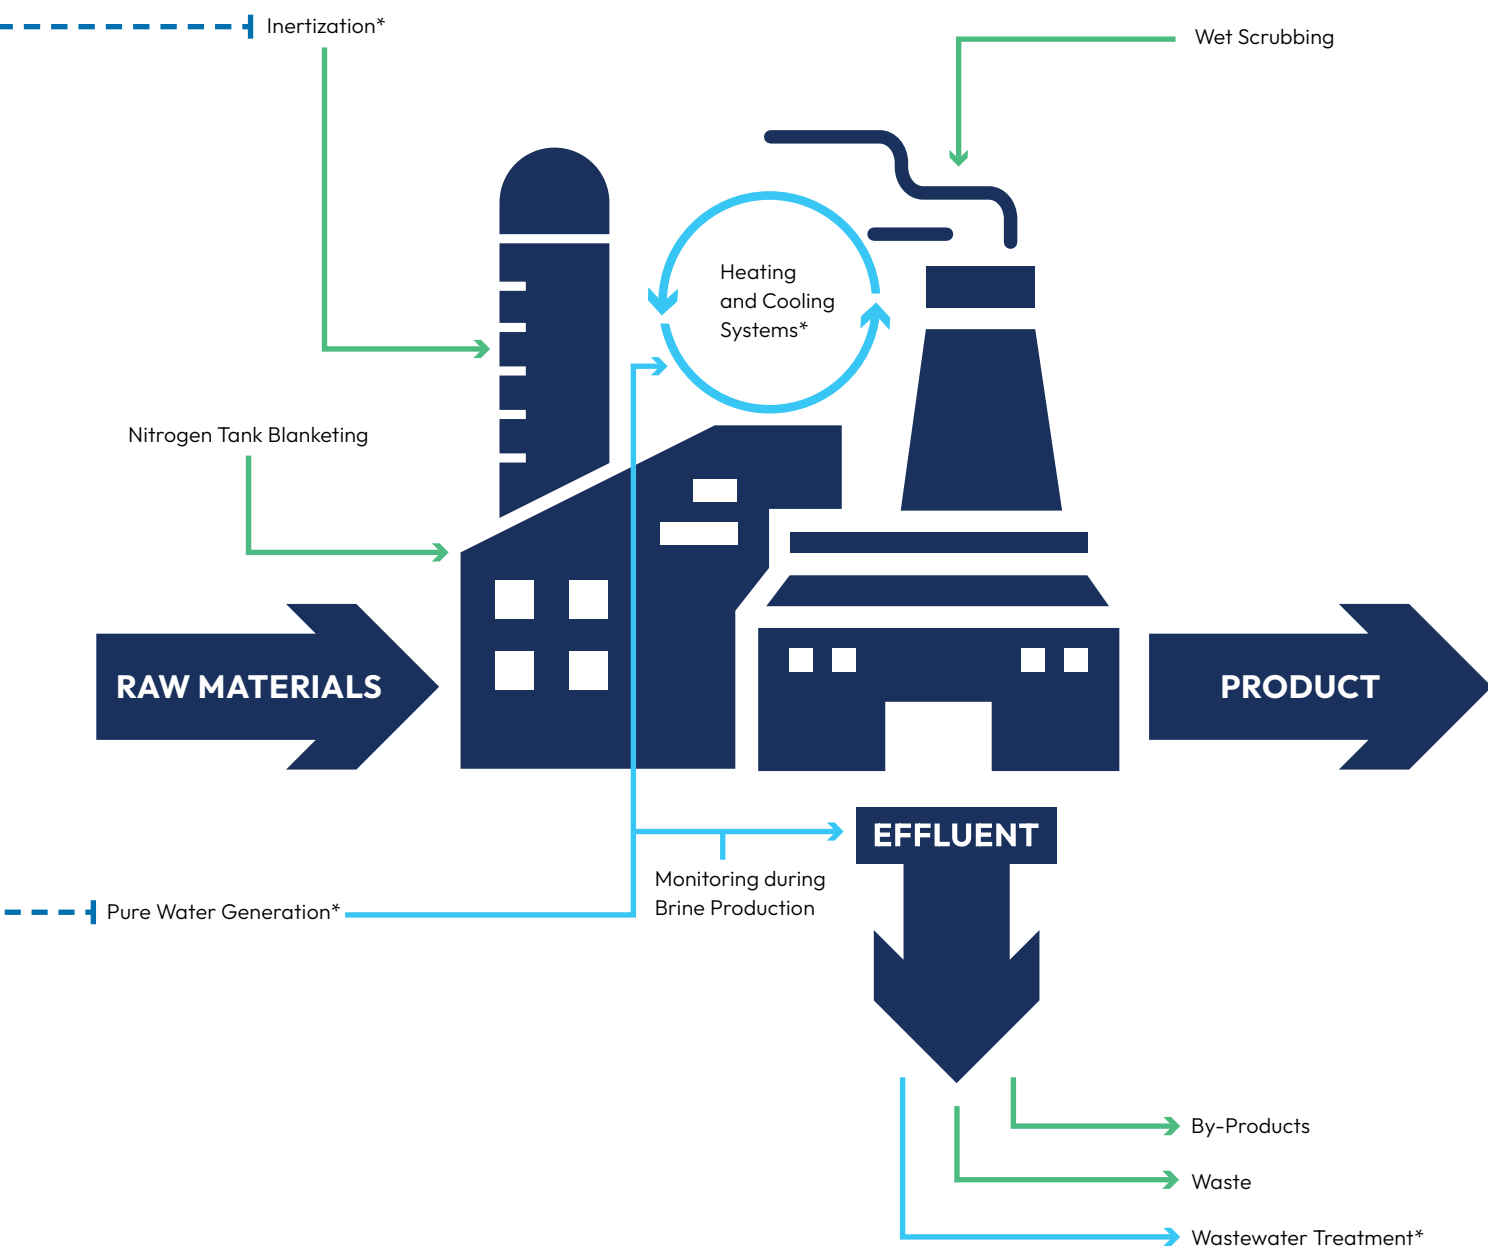 Inertization*
Wet Scrubbing
Heating
and Cooling
Systems*
Nitrogen Tank Blanketing
RAW MATERIALS
PRODUCT
EFFLUENT
Monitoring during
Brine Production
Pure Water Generation*
By-Products
Waste
Wastewater Treatment*